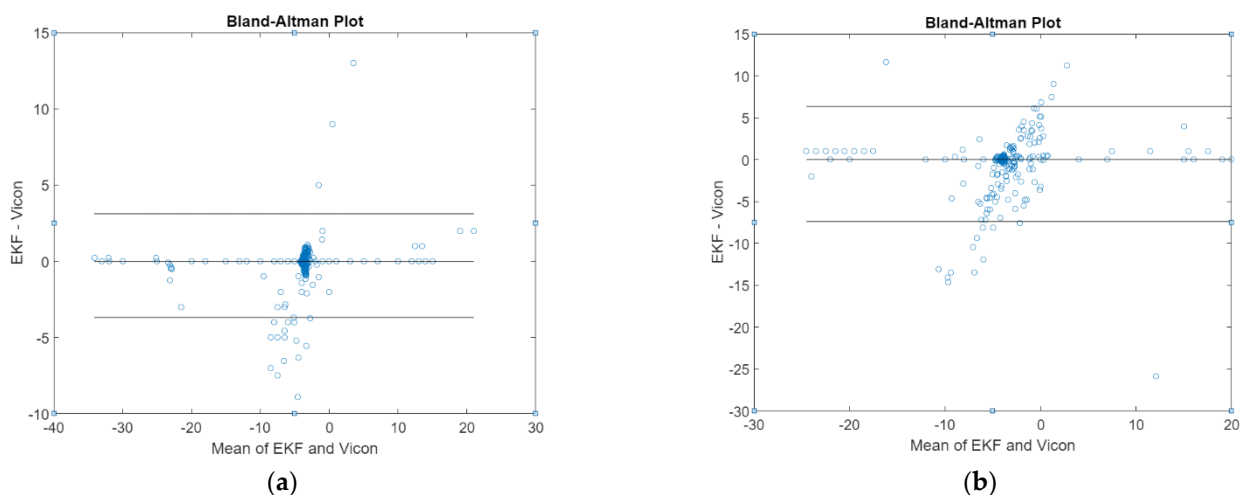 Bland-Altman Plot
15
10
5
0
-5
-10
EKF - Vicon
-40 -30 -20 -10 0 10 20 30
Mean of EKF and Vicon
(a)
Bland-Altman Plot
15
10
5
0
-5
-10
-15
-20
-25
-30
EKF - Vicon
-30 -20 -10 0 10 20
Mean of EKF and Vicon
(b)